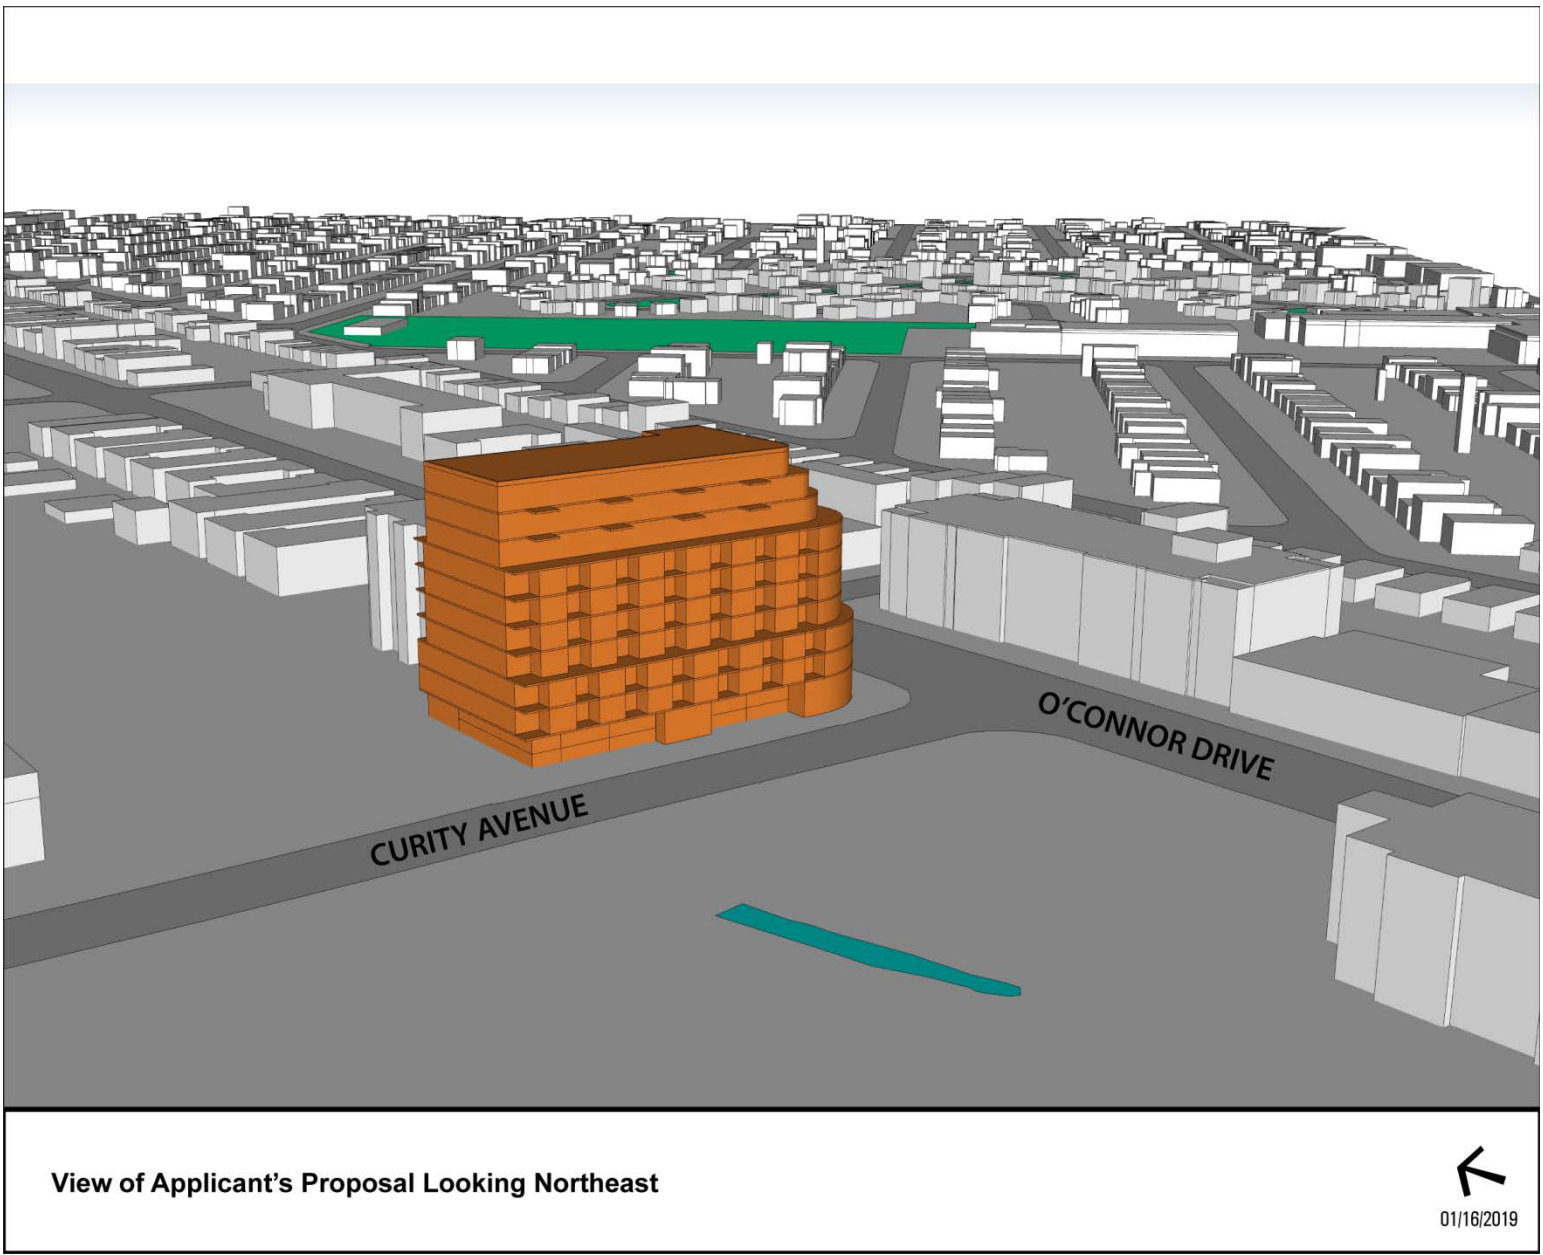 O'CONNOR DRIVE
CURITY AVENUE
View of Applicant's Proposal Looking Northeast
01/16/2019